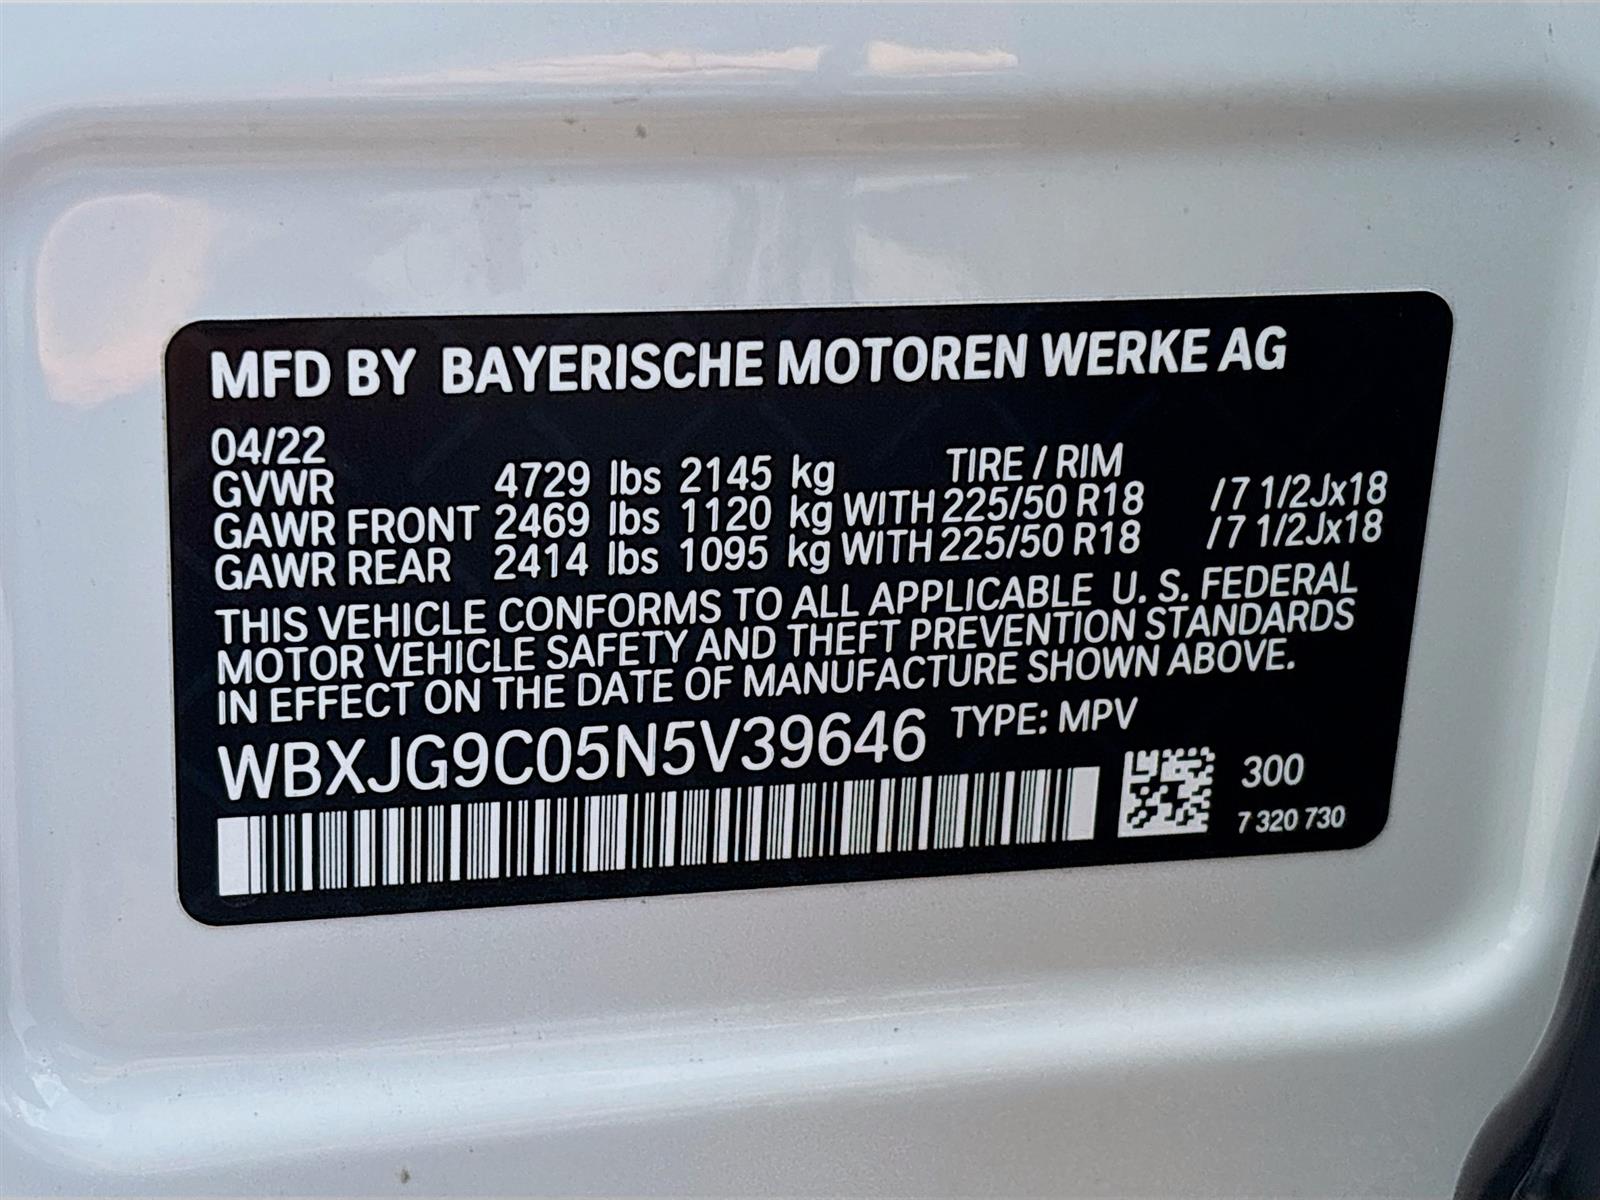 MFD BY BAYERISCHE MOTOREN WERKE AG
04/22
GVWR 4729 lbs 2145 kg TIRE / RIM
GAWR FRONT 2469 lbs 1120 kg WITH 225/50 R18 /7 1/2Jx18
GAWR REAR 2414 lbs 1095 kg WITH 225/50 R18 /7 1/2Jx18
THIS VEHICLE CONFORMS TO ALL APPLICABLE U. S. FEDERAL
MOTOR VEHICLE SAFETY AND THEFT PREVENTION STANDARDS
IN EFFECT ON THE DATE OF MANUFACTURE SHOWN ABOVE.
WBXJG9C05N5V39646 TYPE: MPV
300
7 320 730